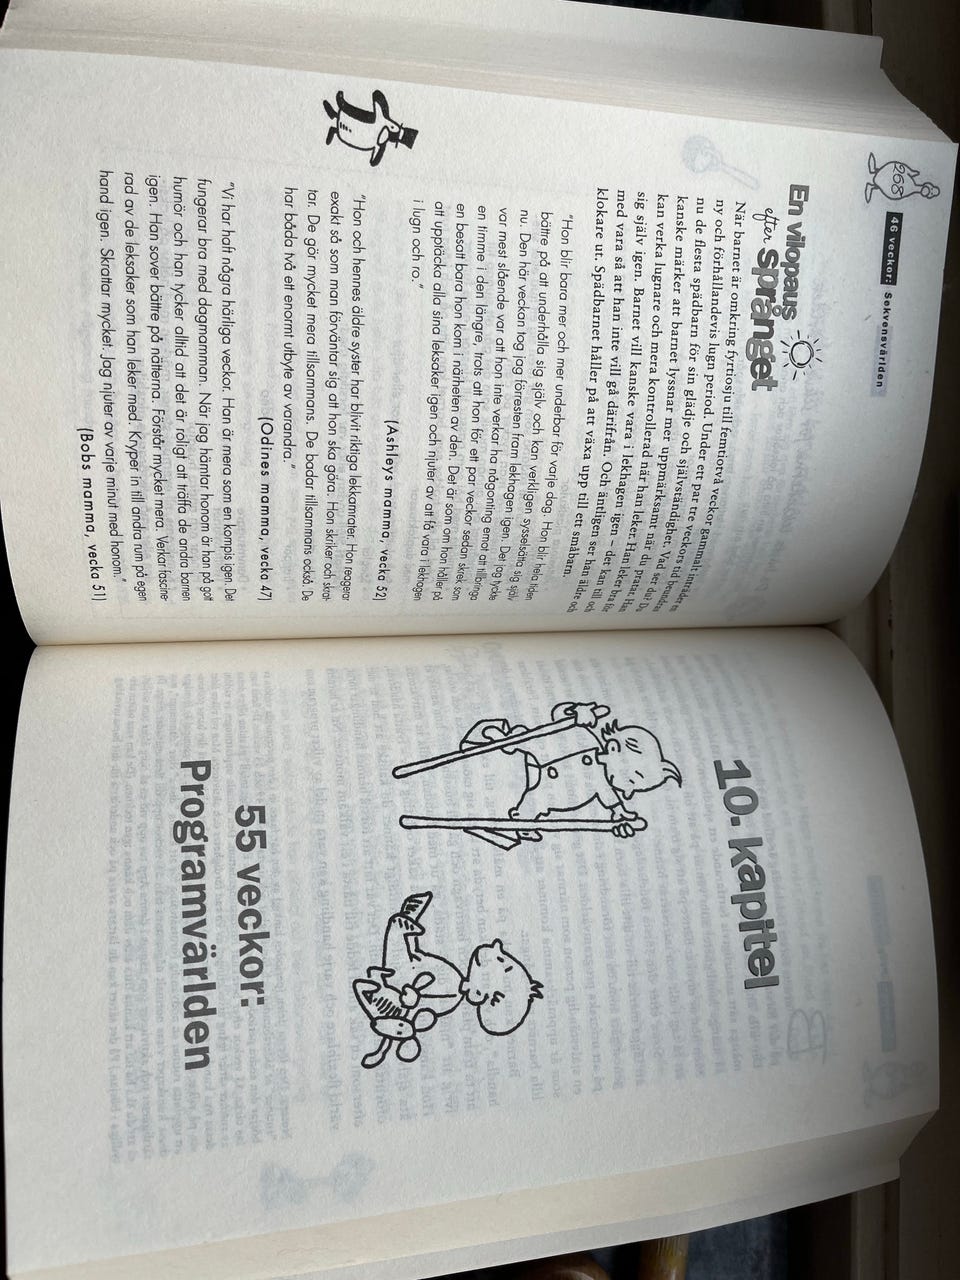 268
46 veckor: Sekvensvärlden
En vilopaus
efter språnget
När barnet är omkring fyrtiosju till femtiotvå veckor gammal inträder en
ny och förhållandevis lugn period. Under ett par tre veckors tid beundras
nu de flesta spädbarn för sin glädje och självständighet. Vad ser du? Du
kanske märker att barnet lyssnar mer uppmärksamt när du pratar. Han
kan verka lugnare och mera kontrollerad när han leker. Han leker bra för
sig själv igen. Barnet vill kanske vara i lekhagen igen – det kan till och
med vara så att han inte vill gå därifrån. Och äntligen ser han äldre och
klokare ut. Spädbarnet håller på att växa upp till ett småbarn.
"Hon blir bara mer och mer underbar för varje dag. Hon blir hela tiden
bättre på att underhålla sig själv och kan verkligen sysselsätta sig själv
nu. Den här veckan tog jag förresten fram lekhagen igen. Det jag tyckte
var mest slående var att hon inte verkar ha någonting emot att tillbringa
en timme i den längre, trots att hon för ett par veckor sedan skrek som
en besatt bara hon kom i närheten av den. Det är som om hon håller på
att upptäcka alla sina leksaker igen och njuter av att få vara i lekhagen
i lugn och ro."
(Ashleys mamma, vecka 52)
"Hon och hennes äldre syster har blivit riktiga lekkamrater. Hon reagerar
exakt så som man förväntar sig att hon ska göra. Hon skriker och skrat-
tar. De gör mycket mera tillsammans. De badar tillsammans också. De
har båda två ett enormt utbyte av varandra."
(Odines mamma, vecka 47)
"Vi har haft några härliga veckor. Han är mera som en kompis igen. Det
fungerar bra med dagmamman. När jag hämtar honom är han på gott
humör och han tycker alltid att det är roligt att träffa de andra barnen
igen. Han sover bättre på nätterna. Förstår mycket mera. Verkar fascine-
rad av de leksaker som han leker med. Kryper in till andra rum på egen
hand igen. Skrattar mycket. Jag njuter av varje minut med honom."
(Bobs mamma, vecka 51)
10. kapitel
55 veckor:
Programvärlden